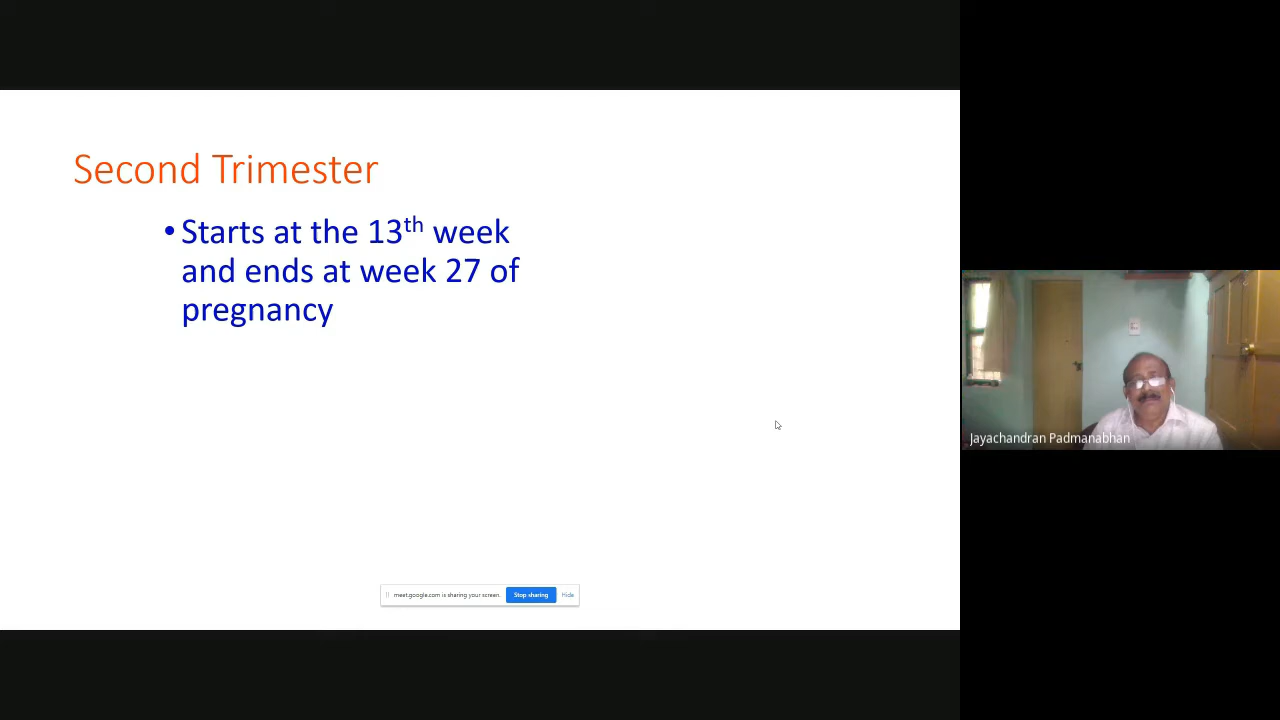 Second Trimester
• Starts at the 13th week
and ends at week 27 of
pregnancy
Jayachandran Padmanabhan
meet.google.com is sharing your screen. Stop sharing Hide